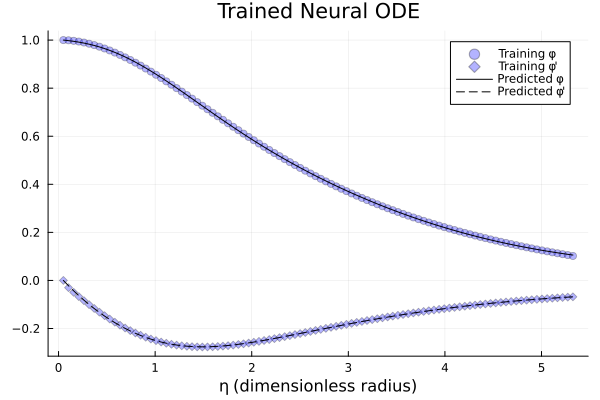 Trained Neural ODE
Training φ
Training φ'
Predicted φ
Predicted φ'
1.0
0.8
0.6
0.4
0.2
0.0
−0.2
0 1 2 3 4 5
η (dimensionless radius)